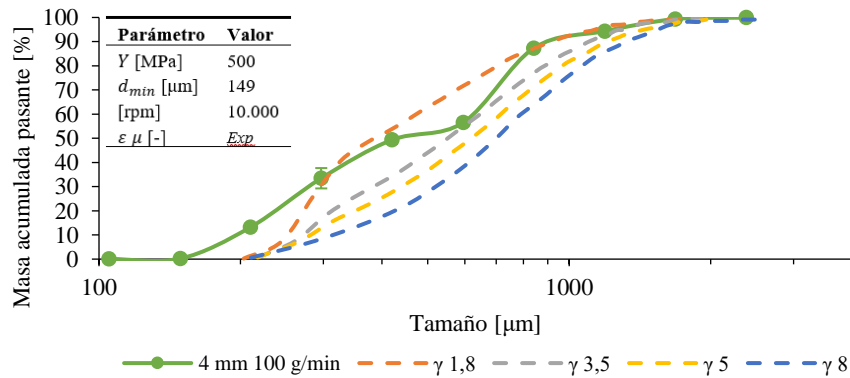 Masa acumulada pasante [%]
100
90
80
70
60
50
40
30
20
10
0
Parámetro Valor
Y [MPa] 500
d_min [µm] 149
[rpm] 10.000
ε µ [-] Exp
100 1000
Tamaño [µm]
4 mm 100 g/min γ 1,8 γ 3,5 γ 5 γ 8